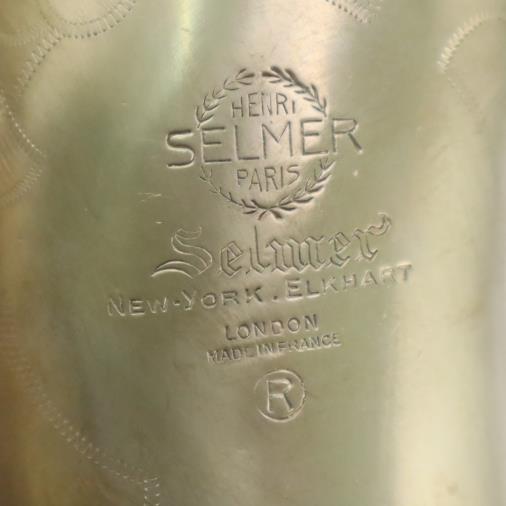 HENRI
SELMER
PARIS
Selmer
NEW-YORK. ELKHART
LONDON
MADE IN FRANCE
R